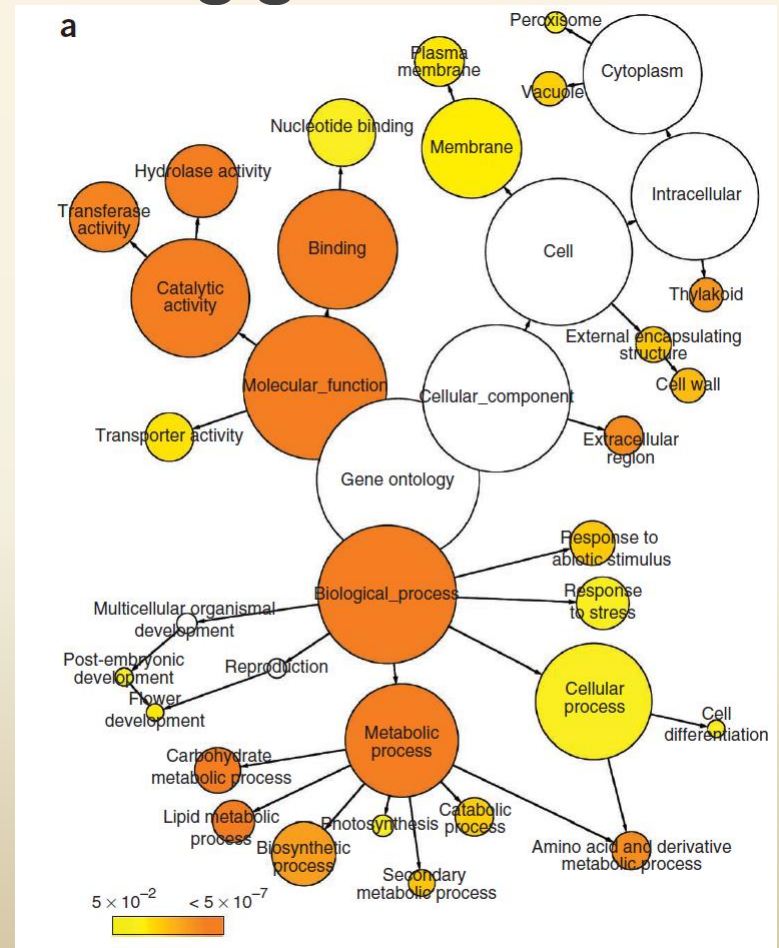 a
Peroxisome
Cytoplasm
Plasma
membrane
Vacuole
Nucleotide binding
Membrane
Hydrolase activity
Intracellular
Transferase
activity
Binding
Cell
Catalytic
activity
Thylakoid
External encapsulating
structure
Cell wall
Molecular_function
Cellular_component
Transporter activity
Extracellular
region
Gene ontology
Response to
abiotic stimulus
Biological_process
Response
to stress
Multicellular organismal
development
Post-embryonic
development
Reproduction
Flower
development
Cellular
process
Cell
differentiation
Metabolic
process
Carbohydrate
metabolic process
Lipid metabolic
process
Photosynthesis
Catabolic
process
Biosynthetic
process
Amino acid and derivative
metabolic process
Secondary
metabolic process
5 × 10⁻² < 5 × 10⁻⁷